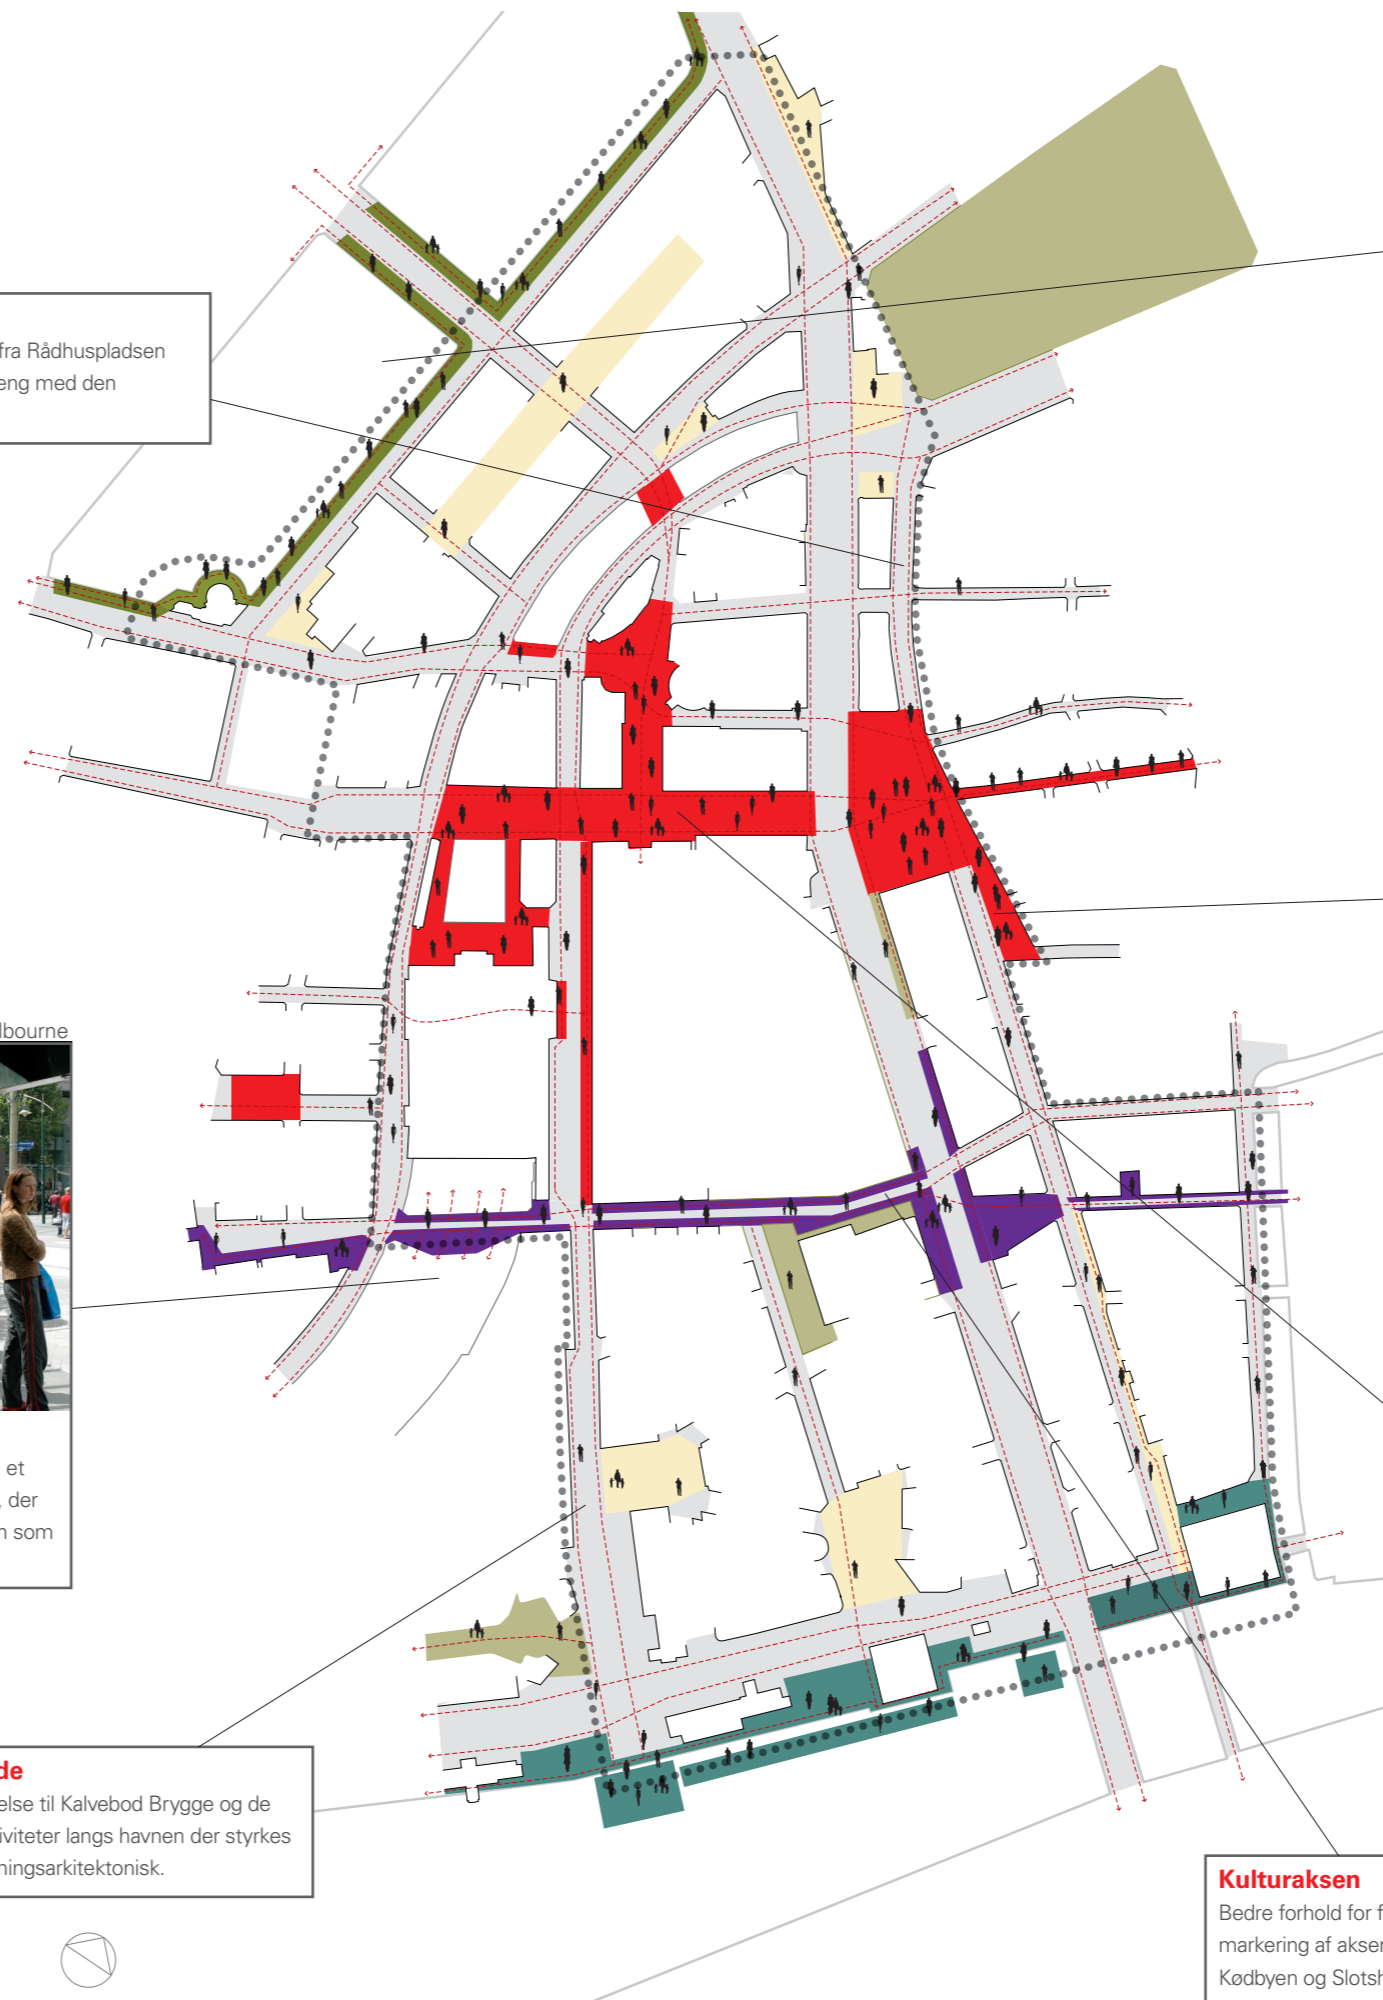 fra Rådhuspladsen
eng med den
lbourne
et
, der
n som
de
else til Kalvebod Brygge og de
iviteter langs havnen der styrkes
ningsarkitektonisk.
Kulturaksen
Bedre forhold for f
markering af akser
Kødbyen og Slotsh